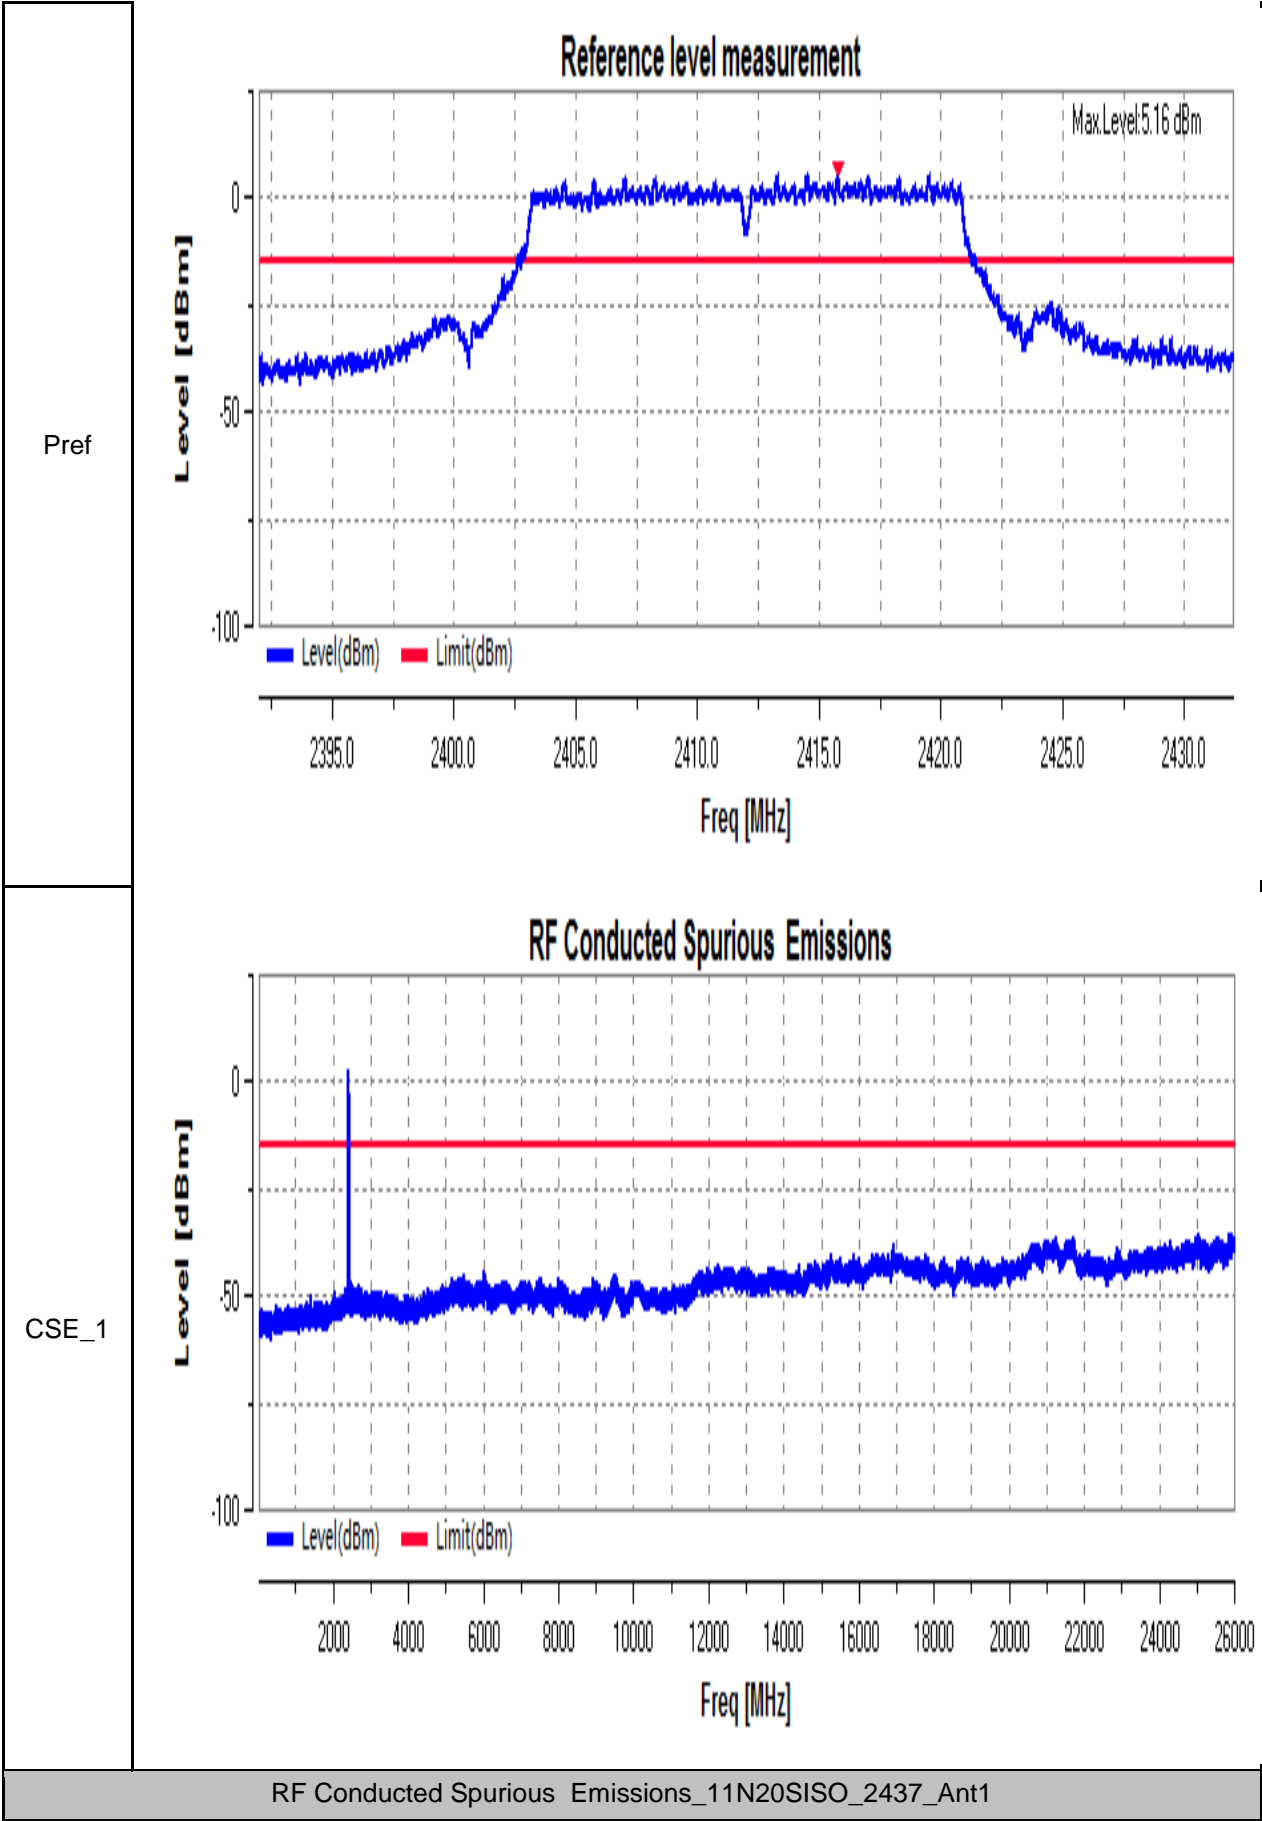 Pref
Reference level measurement
Max.Level:5.16 dBm
Level [dBm]
0
-50
-100
Level(dBm) Limit(dBm)
2395.0 2400.0 2405.0 2410.0 2415.0 2420.0 2425.0 2430.0
Freq [MHz]
CSE_1
RF Conducted Spurious Emissions
Level [dBm]
0
-50
-100
Level(dBm) Limit(dBm)
2000 4000 6000 8000 10000 12000 14000 16000 18000 20000 22000 24000 26000
Freq [MHz]
RF Conducted Spurious Emissions_11N20SISO_2437_Ant1